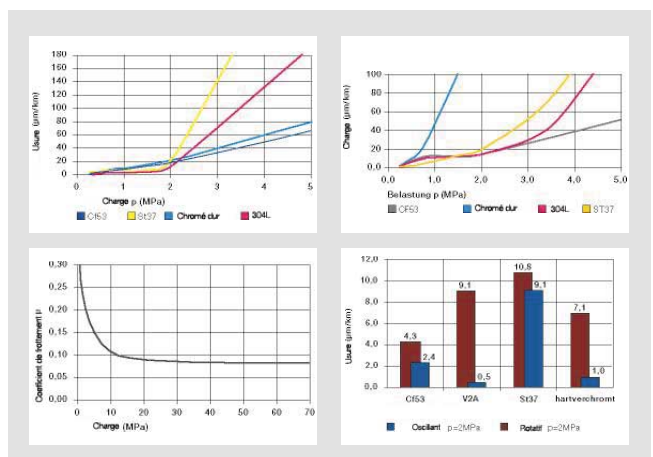 180
160
140
120
100
80
60
40
20
0
Usure (µm/km)
0 1 2 3 4 5
Charge p (MPa)
Cf53 St37 Chromé dur 304L
100
80
60
40
20
0
Charge (µm/km)
0,0 1,0 2,0 3,0 4,0 5,0
Belastung p (MPa)
CF53 Chromé dur 304L ST37
0,30
0,25
0,20
0,15
0,10
0,05
0,00
Coeficient de frottement µ
0 10 20 30 40 50 60 70
Charge (MPa)
12,0
10,0
8,0
6,0
4,0
2,0
0,0
Usure (µm/km)
4,3 2,4 9,1 0,5 10,8 9,1 7,1 1,0
Cf53 V2A St37 hartverchromt
Oscillant p=2MPa Rotatif p=2MPa